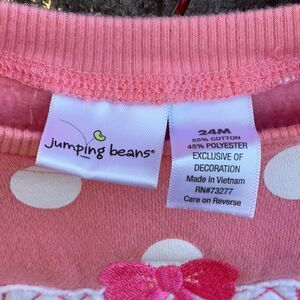 jumping beans®
24M
55% COTTON
45% POLYESTER
EXCLUSIVE OF
DECORATION
Made in Vietnam
RN#73277
Care on Reverse